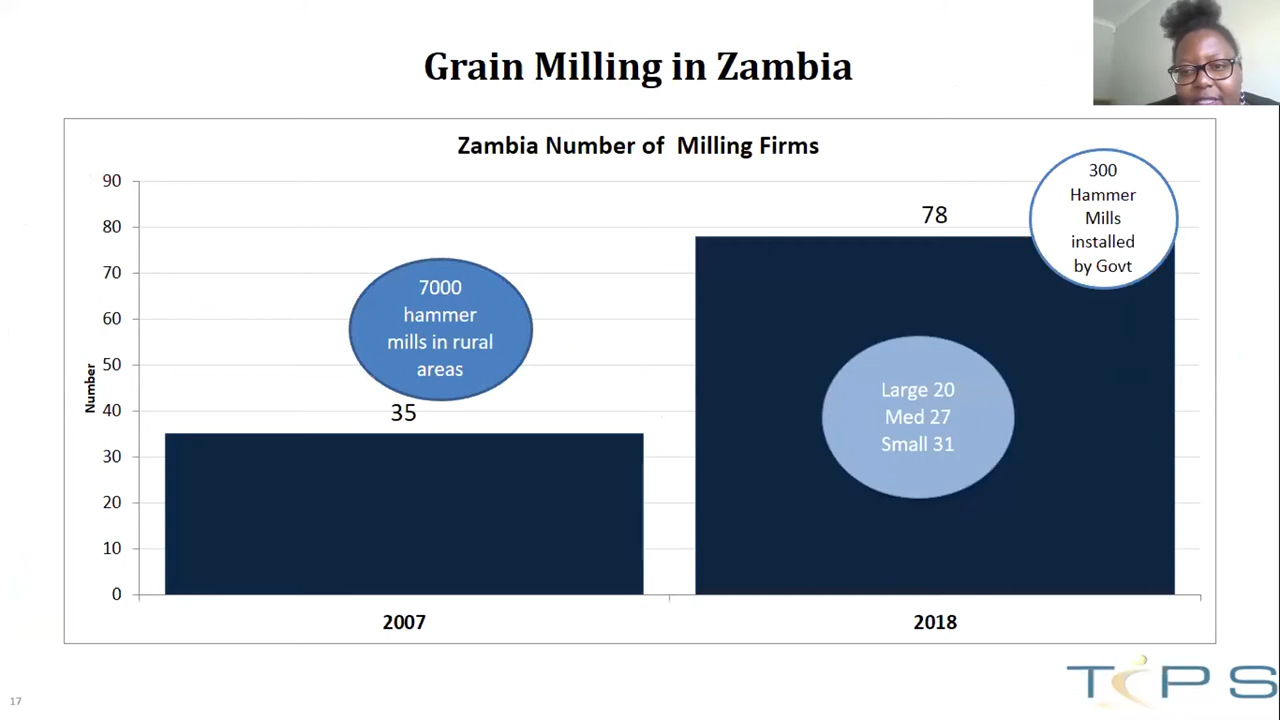 Grain Milling in Zambia
Zambia Number of Milling Firms
300
Hammer
Mills
installed
by Govt
90
80
70
60
50
40
30
20
10
0
Number
78
7000
hammer
mills in rural
areas
35
Large 20
Med 27
Small 31
2007
2018
TIPS
17